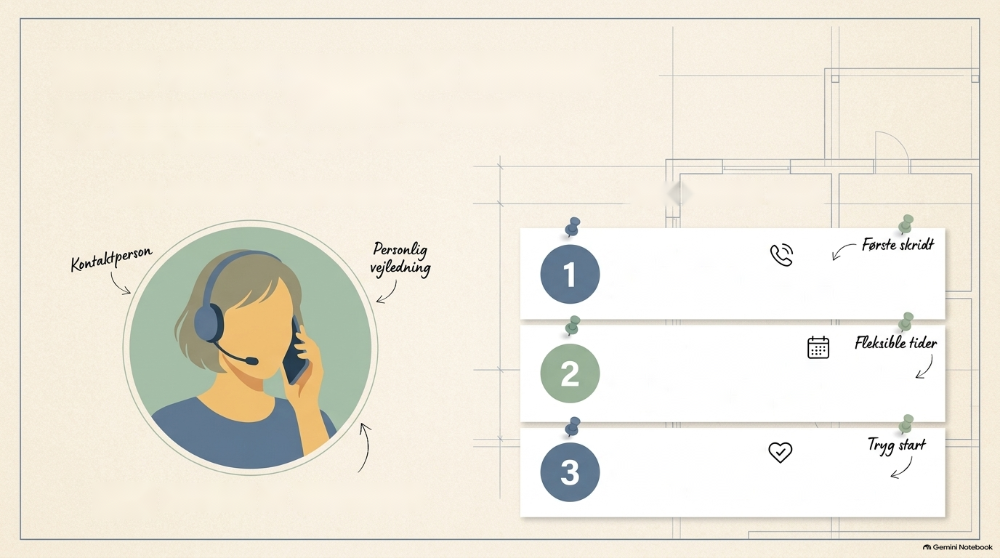 Kontaktperson
Personlig
vejledning
1
Første skridt
2
Fleksible tider
3
Tryg start
Gemini Notebook